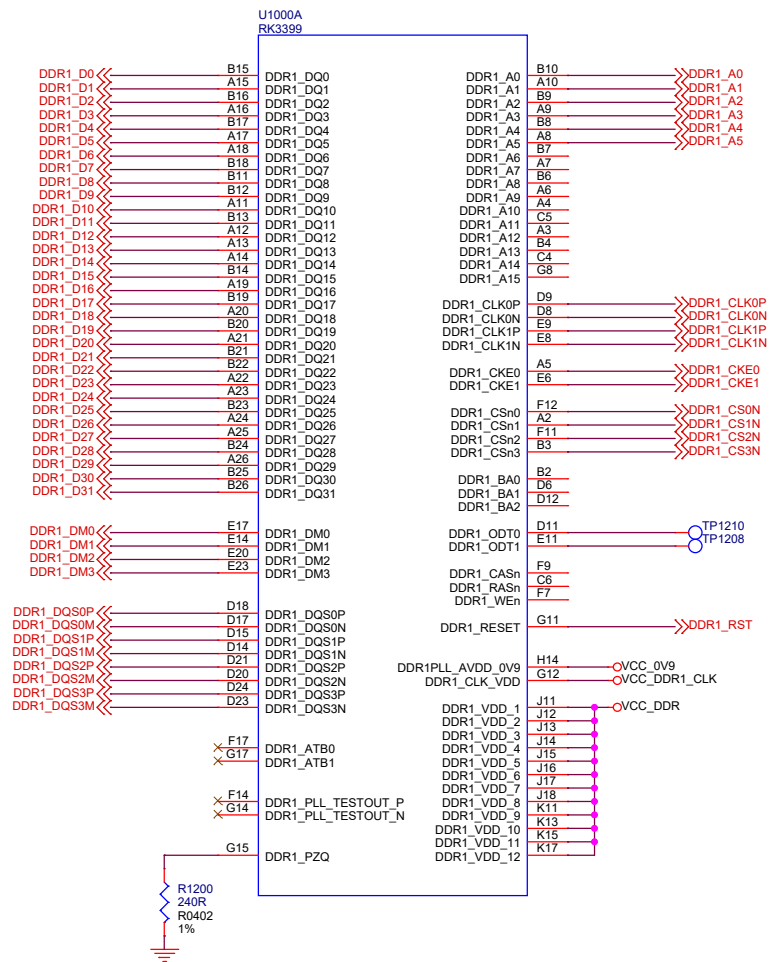 U1000A
RK3399
DDR1_D0 B15 DDR1_DQ0 DDR1_A0 B10 DDR1_A0
DDR1_D1 A15 DDR1_DQ1 DDR1_A1 A10 DDR1_A1
DDR1_D2 B16 DDR1_DQ2 DDR1_A2 B9 DDR1_A2
DDR1_D3 A16 DDR1_DQ3 DDR1_A3 A9 DDR1_A3
DDR1_D4 B17 DDR1_DQ4 DDR1_A4 B8 DDR1_A4
DDR1_D5 A17 DDR1_DQ5 DDR1_A5 A8 DDR1_A5
DDR1_D6 A18 DDR1_DQ6 DDR1_A6 B7
DDR1_D7 B18 DDR1_DQ7 DDR1_A7 A7
DDR1_D8 B11 DDR1_DQ8 DDR1_A8 B6
DDR1_D9 B12 DDR1_DQ9 DDR1_A9 A6
DDR1_D10 A11 DDR1_DQ10 DDR1_A10 A4
DDR1_D11 B13 DDR1_DQ11 DDR1_A11 C5
DDR1_D12 A12 DDR1_DQ12 DDR1_A12 A3
DDR1_D13 A13 DDR1_DQ13 DDR1_A13 B4
DDR1_D14 A14 DDR1_DQ14 DDR1_A14 C4
DDR1_D15 B14 DDR1_DQ15 DDR1_A15 G8
DDR1_D16 A19 DDR1_DQ16
DDR1_D17 B19 DDR1_DQ17 DDR1_CLK0P D9 DDR1_CLK0P
DDR1_D18 A20 DDR1_DQ18 DDR1_CLK0N D8 DDR1_CLK0N
DDR1_D19 B20 DDR1_DQ19 DDR1_CLK1P E9 DDR1_CLK1P
DDR1_D20 A21 DDR1_DQ20 DDR1_CLK1N E8 DDR1_CLK1N
DDR1_D21 B21 DDR1_DQ21
DDR1_D22 B22 DDR1_DQ22 DDR1_CKE0 A5 DDR1_CKE0
DDR1_D23 A22 DDR1_DQ23 DDR1_CKE1 E6 DDR1_CKE1
DDR1_D24 A23 DDR1_DQ24
DDR1_D25 B23 DDR1_DQ25 DDR1_CSn0 F12 DDR1_CS0N
DDR1_D26 A24 DDR1_DQ26 DDR1_CSn1 A2 DDR1_CS1N
DDR1_D27 A25 DDR1_DQ27 DDR1_CSn2 F11 DDR1_CS2N
DDR1_D28 B24 DDR1_DQ28 DDR1_CSn3 B3 DDR1_CS3N
DDR1_D29 A26 DDR1_DQ29
DDR1_D30 B25 DDR1_DQ30 DDR1_BA0 B2
DDR1_D31 B26 DDR1_DQ31 DDR1_BA1 D6
DDR1_BA2 D12
DDR1_DM0 E17 DDR1_DM0 DDR1_ODT0 D11 TP1210
DDR1_DM1 E14 DDR1_DM1 DDR1_ODT1 E11 TP1208
DDR1_DM2 E20 DDR1_DM2
DDR1_DM3 E23 DDR1_DM3 DDR1_CASn F9
DDR1_RASn C6
DDR1_WEn F7
DDR1_DQS0P D18 DDR1_DQS0P
DDR1_DQS0M D17 DDR1_DQS0N DDR1_RESET G11 DDR1_RST
DDR1_DQS1P D15 DDR1_DQS1P
DDR1_DQS1M D14 DDR1_DQS1N
DDR1_DQS2P D21 DDR1_DQS2P DDR1PLL_AVDD_0V9 H14 VCC_0V9
DDR1_DQS2M D20 DDR1_DQS2N DDR1_CLK_VDD G12 VCC_DDR1_CLK
DDR1_DQS3P D24 DDR1_DQS3P
DDR1_DQS3M D23 DDR1_DQS3N DDR1_VDD_1 J11 VCC_DDR
DDR1_VDD_2 J12
DDR1_VDD_3 J13
F17 DDR1_ATB0 DDR1_VDD_4 J14
G17 DDR1_ATB1 DDR1_VDD_5 J15
DDR1_VDD_6 J16
DDR1_VDD_7 J17
F14 DDR1_PLL_TESTOUT_P DDR1_VDD_8 J18
G14 DDR1_PLL_TESTOUT_N DDR1_VDD_9 K11
DDR1_VDD_10 K13
DDR1_VDD_11 K15
G15 DDR1_PZQ DDR1_VDD_12 K17
R1200
240R
R0402
1%